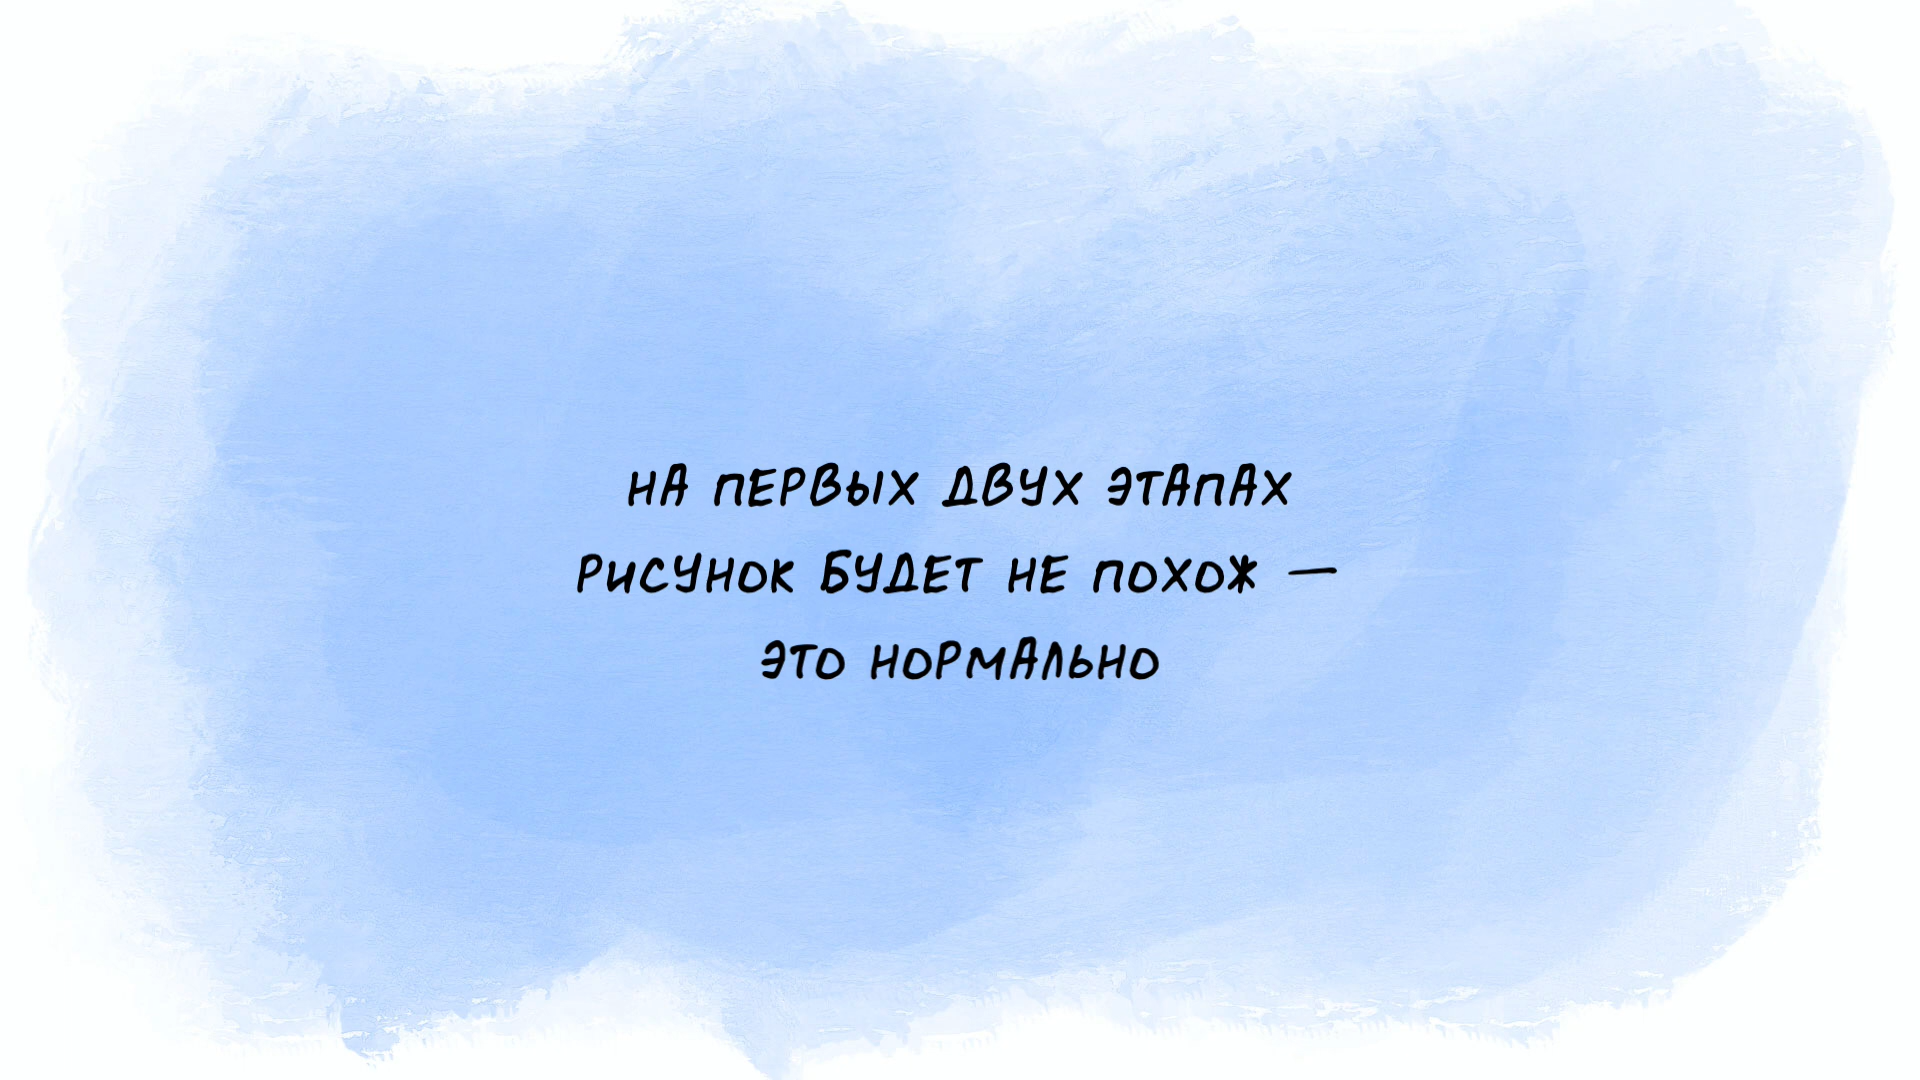 НА ПЕРВЫХ ДВУХ ЭТАПАХ
РИСУНОК БУДЕТ НЕ ПОХОЖ —
ЭТО НОРМАЛЬНО